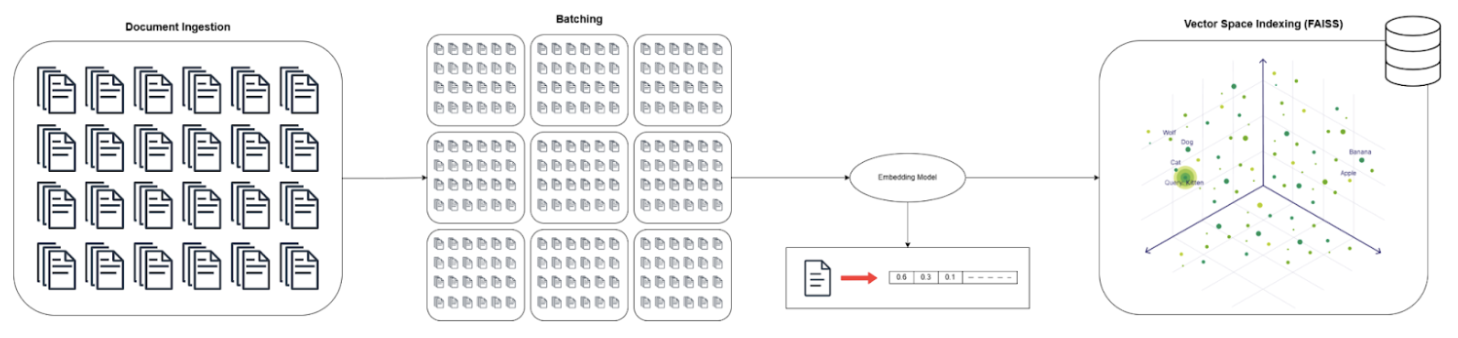 Document Ingestion
Batching
Vector Space Indexing (FAISS)
Wolf
Dog
Cat
Query: Kitten
Banana
Apple
Embedding Model
0.6 0.3 0.1